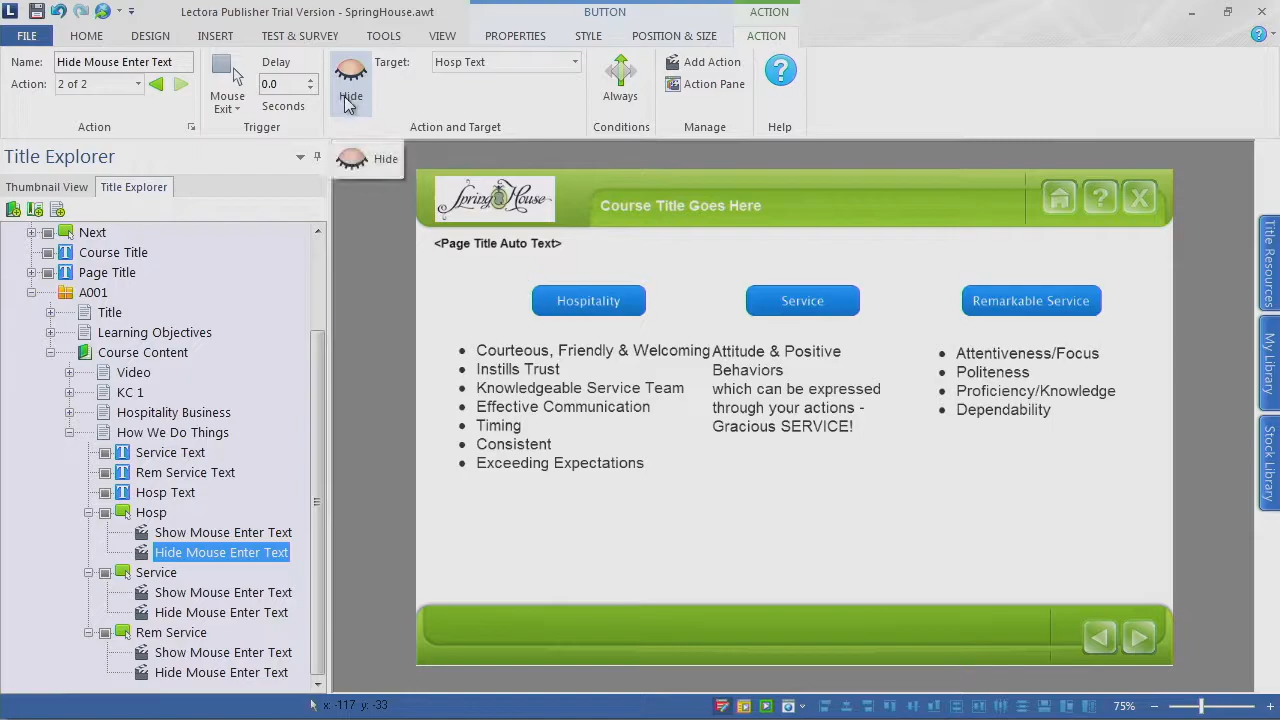 Lectora Publisher Trial Version - SpringHouse.awt
BUTTON
ACTION
FILE
HOME
DESIGN
INSERT
TEST & SURVEY
TOOLS
VIEW
PROPERTIES
STYLE
POSITION & SIZE
ACTION
Name: Hide Mouse Enter Text
Action: 2 of 2
Action
Mouse
Exit
Delay
0.0
Seconds
Trigger
Hide
Target: Hosp Text
Action and Target
Always
Conditions
Add Action
Action Pane
Manage
Help
Title Explorer
Hide
Thumbnail View
Title Explorer
Next
Course Title
Page Title
A001
Title
Learning Objectives
Course Content
Video
KC 1
Hospitality Business
How We Do Things
Service Text
Rem Service Text
Hosp Text
Hosp
Show Mouse Enter Text
Hide Mouse Enter Text
Service
Show Mouse Enter Text
Hide Mouse Enter Text
Rem Service
Show Mouse Enter Text
Hide Mouse Enter Text
Spring House
Course Title Goes Here
<Page Title Auto Text>
Hospitality
• Courteous, Friendly & Welcoming
• Instills Trust
• Knowledgeable Service Team
• Effective Communication
• Timing
• Consistent
• Exceeding Expectations
Service
Attitude & Positive
Behaviors
which can be expressed
through your actions -
Gracious SERVICE!
Remarkable Service
• Attentiveness/Focus
• Politeness
• Proficiency/Knowledge
• Dependability
Title Resources
My Library
Stock Library
x: -117 y: -33
75%